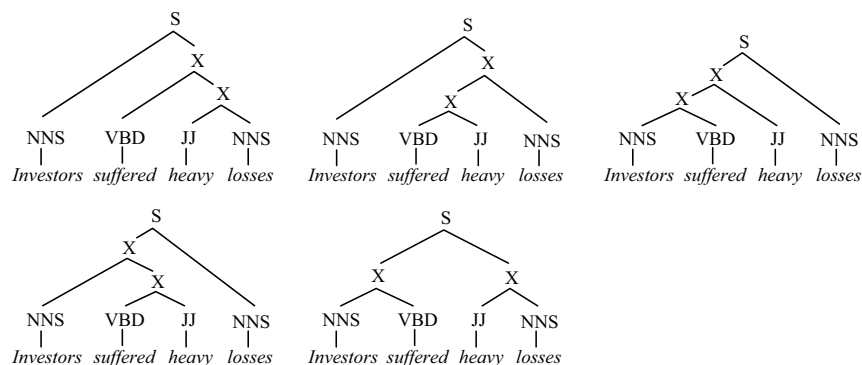 S S S
X X X
X X X
NNS VBD JJ NNS NNS VBD JJ NNS NNS VBD JJ NNS
Investors suffered heavy losses Investors suffered heavy losses Investors suffered heavy losses
S S
X X X
X
NNS VBD JJ NNS NNS VBD JJ NNS
Investors suffered heavy losses Investors suffered heavy losses